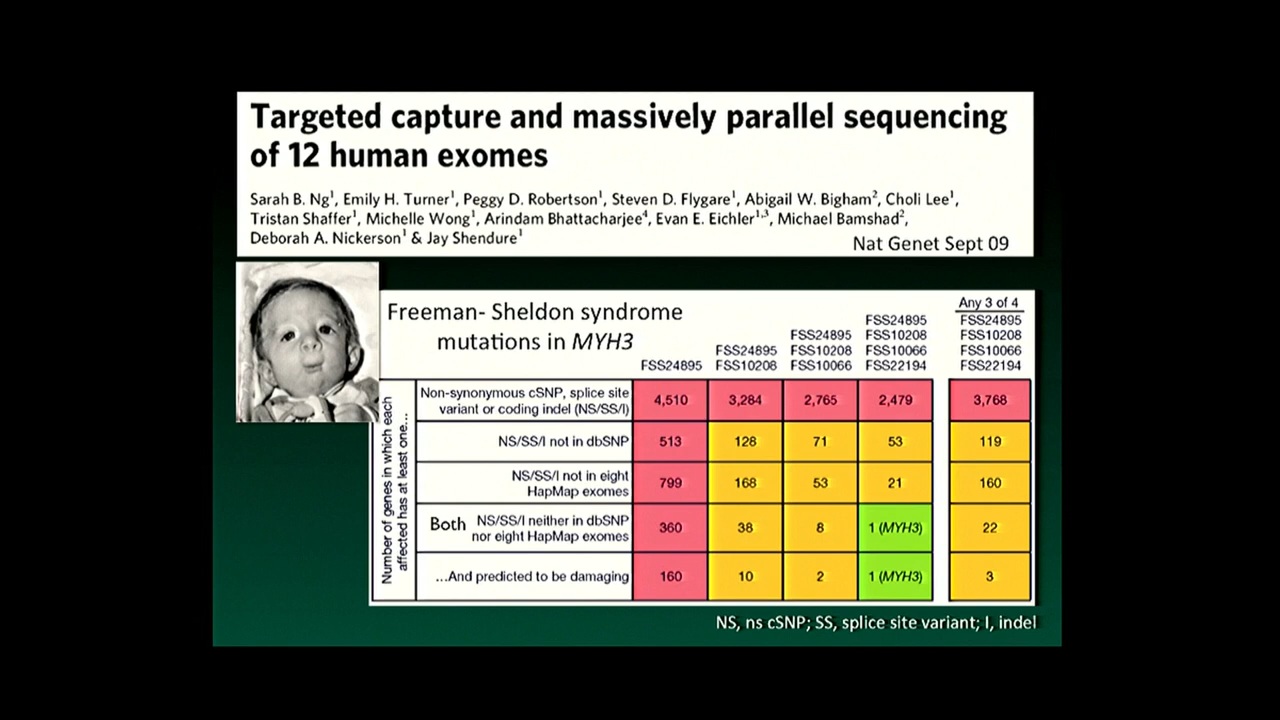 Targeted capture and massively parallel sequencing
of 12 human exomes
Sarah B. Ng¹, Emily H. Turner¹, Peggy D. Robertson¹, Steven D. Flygare¹, Abigail W. Bigham², Choli Lee¹,
Tristan Shaffer¹, Michelle Wong¹, Arindam Bhattacharjee⁴, Evan E. Eichler¹,³, Michael Bamshad²,
Deborah A. Nickerson¹ & Jay Shendure¹
Nat Genet Sept 09
Freeman- Sheldon syndrome
mutations in MYH3
FSS24895
FSS24895
FSS10208
FSS24895
FSS10208
FSS10066
FSS24895
FSS10208
FSS10066
FSS22194
Any 3 of 4
FSS24895
FSS10208
FSS10066
FSS22194
Number of genes in which each
affected has at least one...
Non-synonymous cSNP, splice site
variant or coding indel (NS/SS/I)
4,510 3,284 2,765 2,479 3,768
NS/SS/I not in dbSNP
513 128 71 53 119
NS/SS/I not in eight
HapMap exomes
799 168 53 21 160
Both NS/SS/I neither in dbSNP
nor eight HapMap exomes
360 38 8 1 (MYH3) 22
...And predicted to be damaging
160 10 2 1 (MYH3) 3
NS, ns cSNP; SS, splice site variant; I, indel